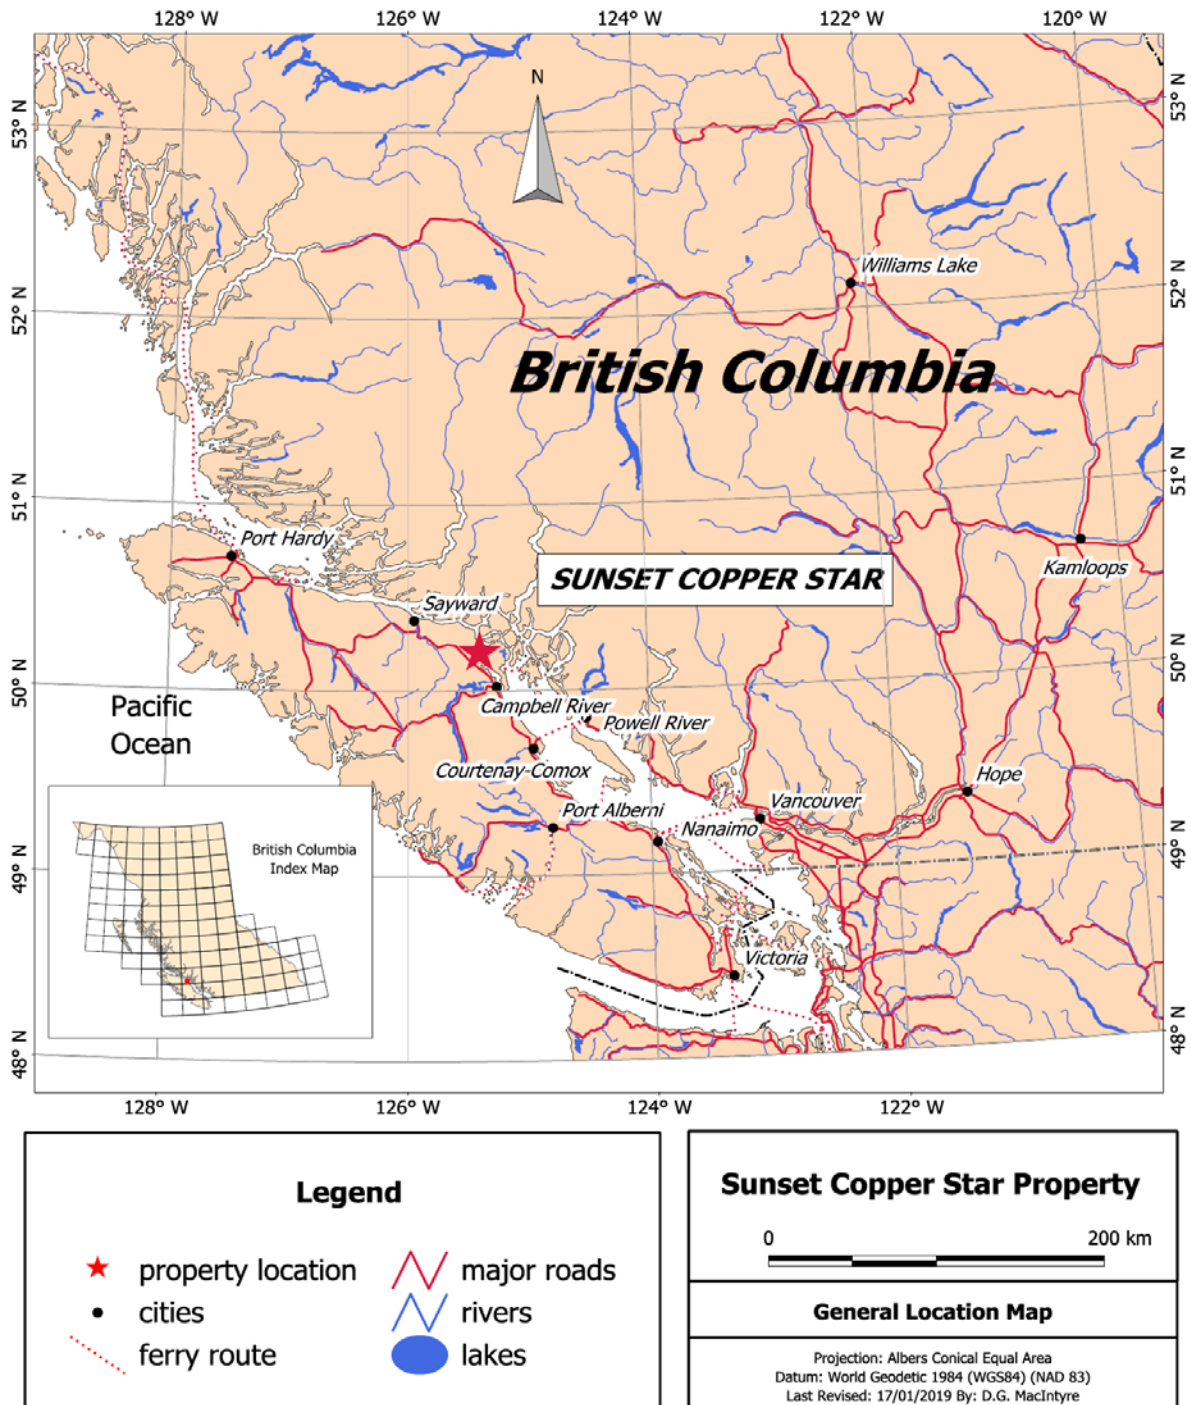 128° W
126° W
124° W
122° W
120° W
N
53° N
53° N
Williams Lake
52° N
52° N
British Columbia
51° N
51° N
Port Hardy
SUNSET COPPER STAR
Kamloops
Sayward
50° N
50° N
Pacific
Ocean
Campbell River
Powell River
Courtenay-Comox
Hope
Port Alberni
Vancouver
Nanaimo
49° N
49° N
British Columbia
Index Map
Victoria
48° N
48° N
128° W
126° W
124° W
122° W
Legend
property location
cities
ferry route
major roads
rivers
lakes
Sunset Copper Star Property
0
200 km
General Location Map
Projection: Albers Conical Equal Area
Datum: World Geodetic 1984 (WGS84) (NAD 83)
Last Revised: 17/01/2019 By: D.G. MacIntyre